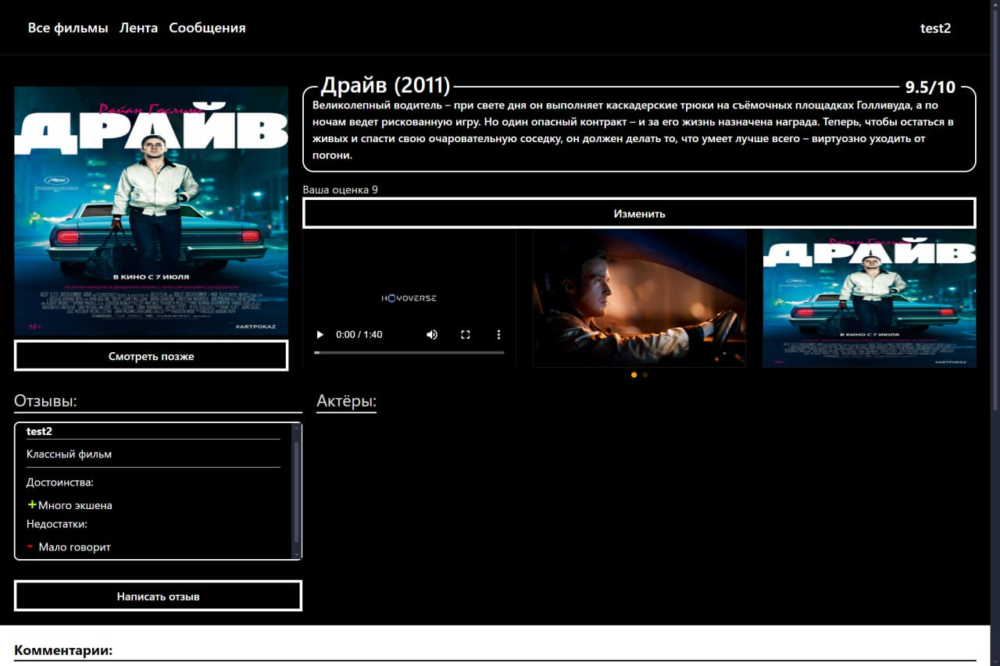 Все фильмы Лента Сообщения
test2
Райан Гослинг
ДРАЙВ
В КИНО С 7 ИЮЛЯ
18+
#ARTPOKAZ
Смотреть позже
Драйв (2011)
9.5/10
Великолепный водитель – при свете дня он выполняет каскадерские трюки на съёмочных площадках Голливуда, а по
ночам ведет рискованную игру. Но один опасный контракт – и за его жизнь назначена награда. Теперь, чтобы остаться в
живых и спасти свою очаровательную соседку, он должен делать то, что умеет лучше всего – виртуозно уходить от
погони.
Ваша оценка 9
Изменить
HOYOVERSE
0:00 / 1:40
Райан Гослинг
ДРАЙВ
В КИНО С 7 ИЮЛЯ
18+
#ARTPOKAZ
Отзывы:
test2
Классный фильм
Достоинства:
+Много экшена
Недостатки:
- Мало говорит
Написать отзыв
Актёры:
Комментарии: